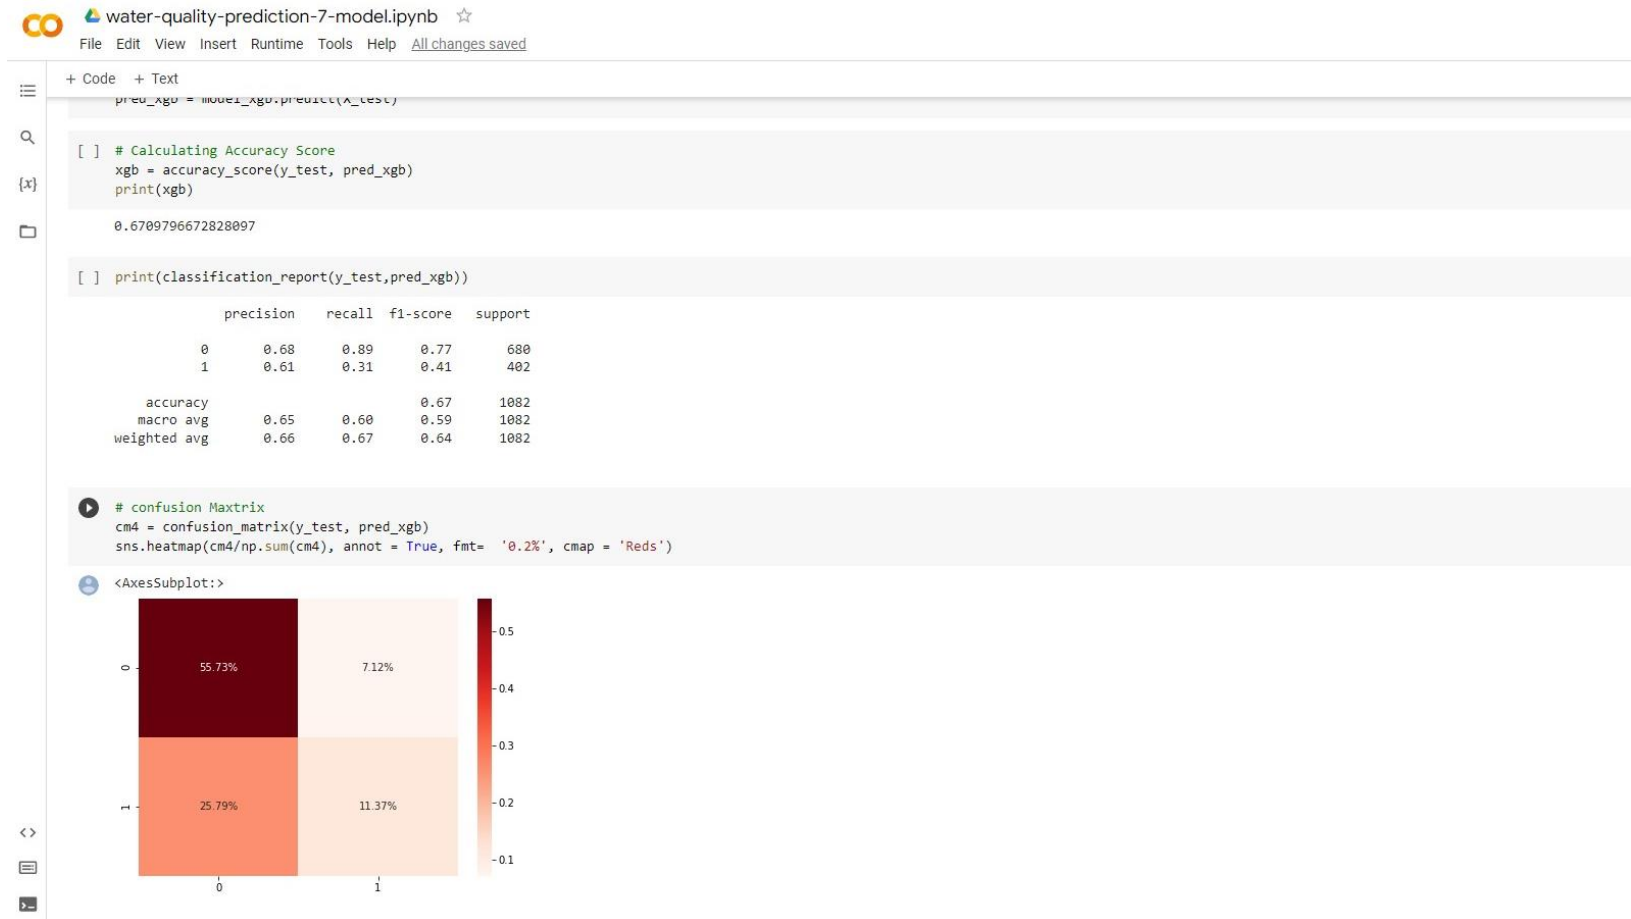 water-quality-prediction-7-model.ipynb
File Edit View Insert Runtime Tools Help All changes saved
+ Code + Text
pred_xgb = model_xgb.predict(X_test)
[ ] # Calculating Accuracy Score
xgb = accuracy_score(y_test, pred_xgb)
print(xgb)
{x}
0.6709796672828097
[ ] print(classification_report(y_test,pred_xgb))
precision recall f1-score support
0 0.68 0.89 0.77 680
1 0.61 0.31 0.41 402
accuracy 0.67 1082
macro avg 0.65 0.60 0.59 1082
weighted avg 0.66 0.67 0.64 1082
# confusion Maxtrix
cm4 = confusion_matrix(y_test, pred_xgb)
sns.heatmap(cm4/np.sum(cm4), annot = True, fmt= '0.2%', cmap = 'Reds')
<AxesSubplot:>
0.5
0 55.73% 7.12%
0.4
0.3
1 25.79% 11.37%
0.2
0.1
0 1